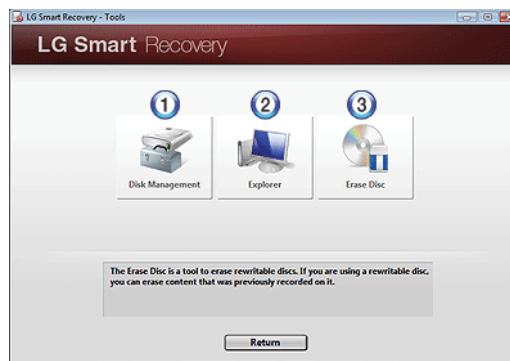 LG Smart Recovery - Tools
LG Smart Recovery
1 2 3
Disk Management Explorer Erase Disc
The Erase Disc is a tool to erase rewritable discs. If you are using a rewritable disc,
you can erase content that was previously recorded on it.
Return